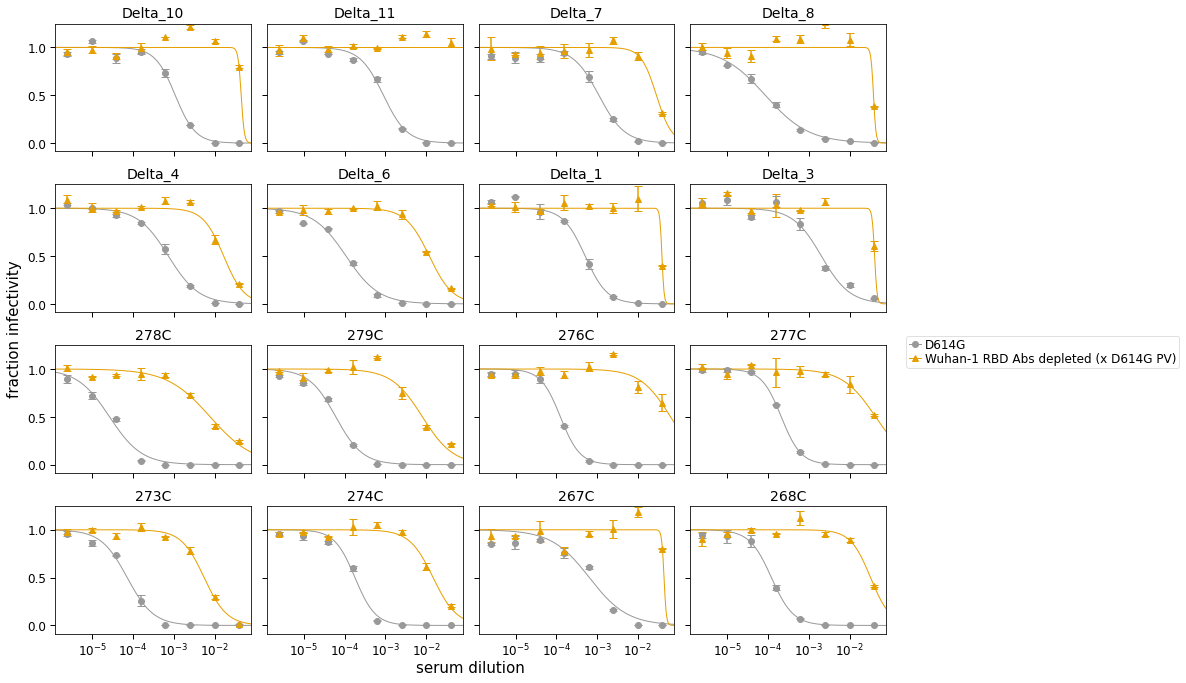 Delta_10 Delta_11 Delta_7 Delta_8
1.0
0.5
0.0
Delta_4 Delta_6 Delta_1 Delta_3
1.0
0.5
0.0
fraction infectivity
278C 279C 276C 277C
1.0
0.5
0.0
D614G
Wuhan-1 RBD Abs depleted (x D614G PV)
273C 274C 267C 268C
1.0
0.5
0.0
10⁻⁵ 10⁻⁴ 10⁻³ 10⁻² 10⁻⁵ 10⁻⁴ 10⁻³ 10⁻² 10⁻⁵ 10⁻⁴ 10⁻³ 10⁻² 10⁻⁵ 10⁻⁴ 10⁻³ 10⁻²
serum dilution